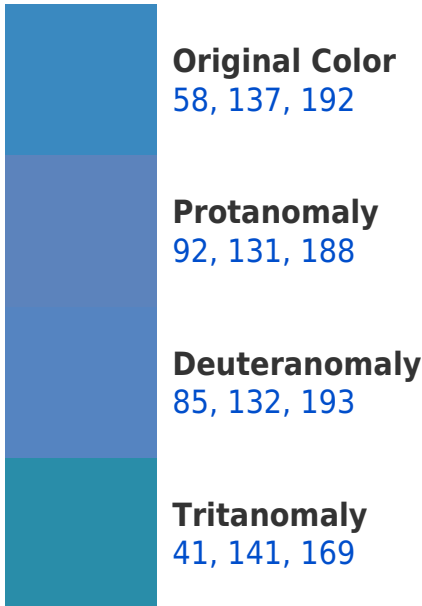 Original Color
58, 137, 192
Protanomaly
92, 131, 188
Deuteranomaly
85, 132, 193
Tritanomaly
41, 141, 169